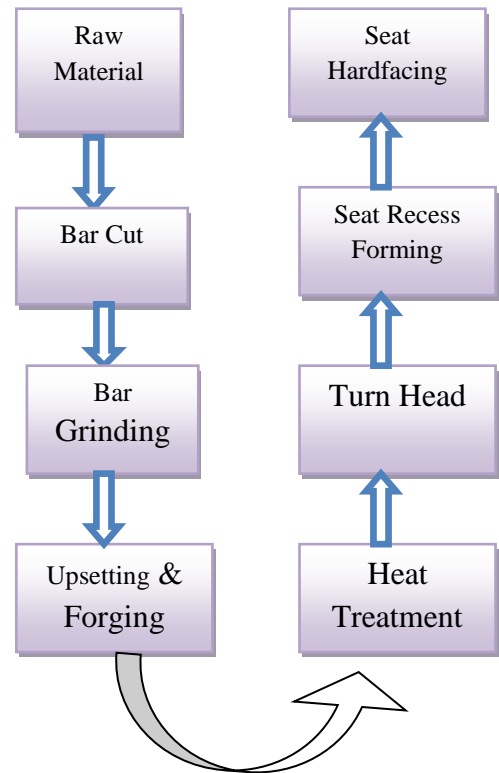 Raw
Material
Bar Cut
Bar
Grinding
Upsetting &
Forging
Heat
Treatment
Turn Head
Seat Recess
Forming
Seat
Hardfacing